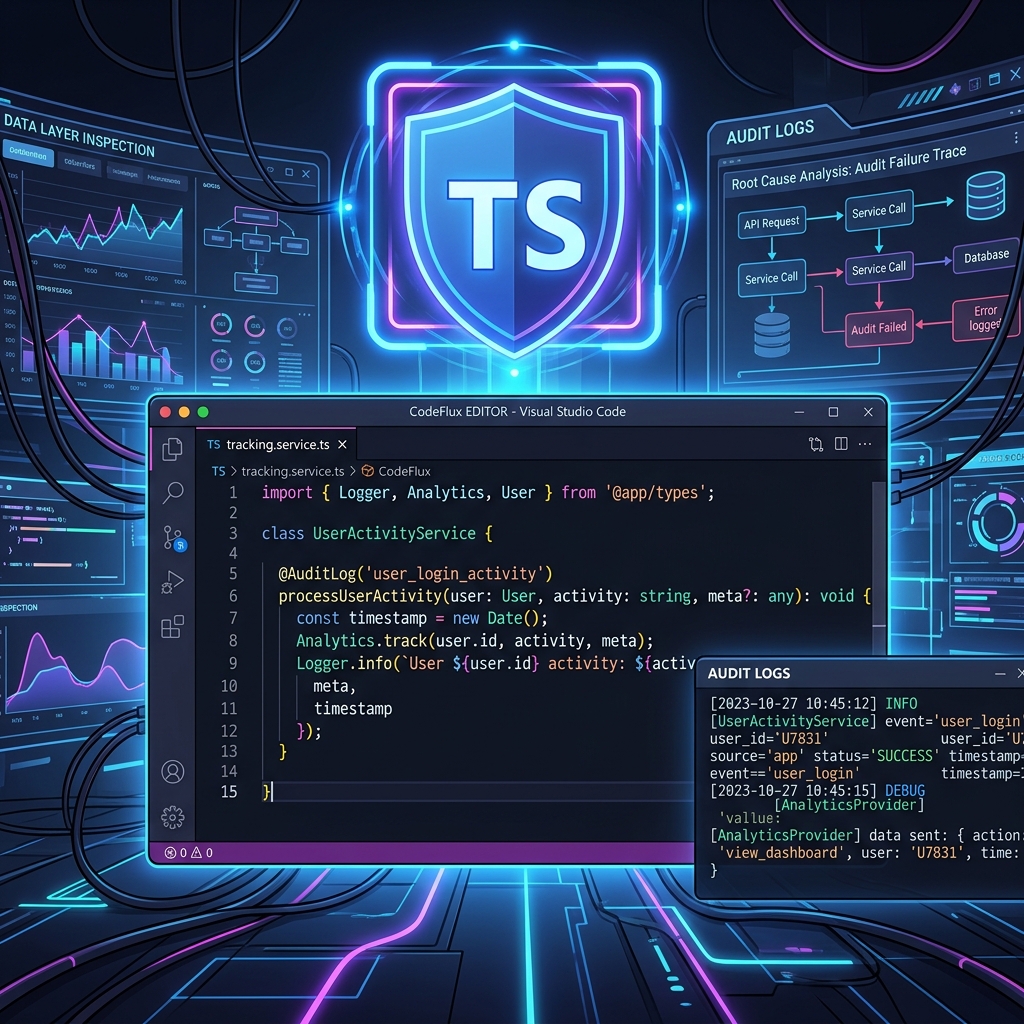 DATA LAYER INSPECTION
TS
AUDIT LOGS
Root Cause Analysis: Audit Failure Trace
API Request
Service Call
Service Call
Service Call
Database
Audit Failed
Error
logged
CodeFlux EDITOR - Visual Studio Code
TS tracking.service.ts
TS > tracking.service.ts > CodeFlux
1 import { Logger, Analytics, User } from '@app/types';
2
3 class UserActivityService {
4
5 @AuditLog('user_login_activity')
6 processUserActivity(user: User, activity: string, meta?: any): void {
7 const timestamp = new Date();
8 Analytics.track(user.id, activity, meta);
9 Logger.info(`User ${user.id} activity: ${activ
10 meta,
11 timestamp
12 });
13 }
14
15 }
0 0
AUDIT LOGS
[2023-10-27 10:45:12] INFO
[UserActivityService] event='user_login'
user_id='U7831' user_id='U7
source='app' status='SUCCESS' timestamp=
event=='user_login' timestamp=
[2023-10-27 10:45:15] DEBUG
[AnalyticsProvider]
'vallue:
[AnalyticsProvider] data sent: { action:
'view_dashboard', user: 'U7831', time:
}